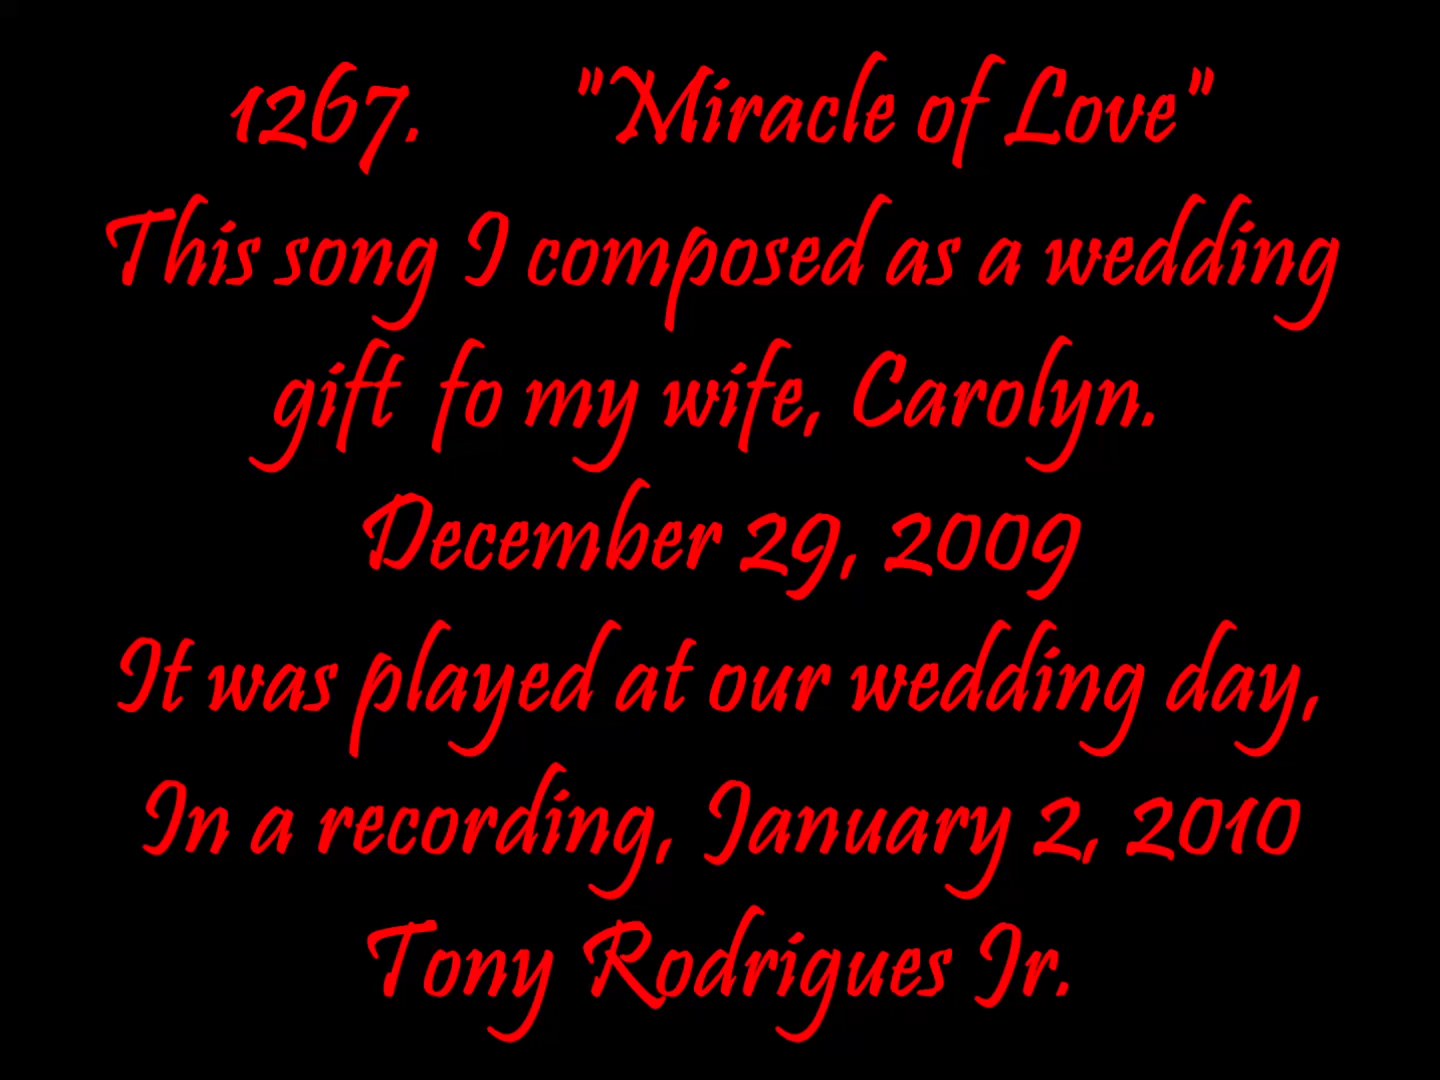 1267. "Miracle of Love"
This song I composed as a wedding
gift fo my wife, Carolyn.
December 29, 2009
It was played at our wedding day,
In a recording, January 2, 2010
Tony Rodrigues Jr.